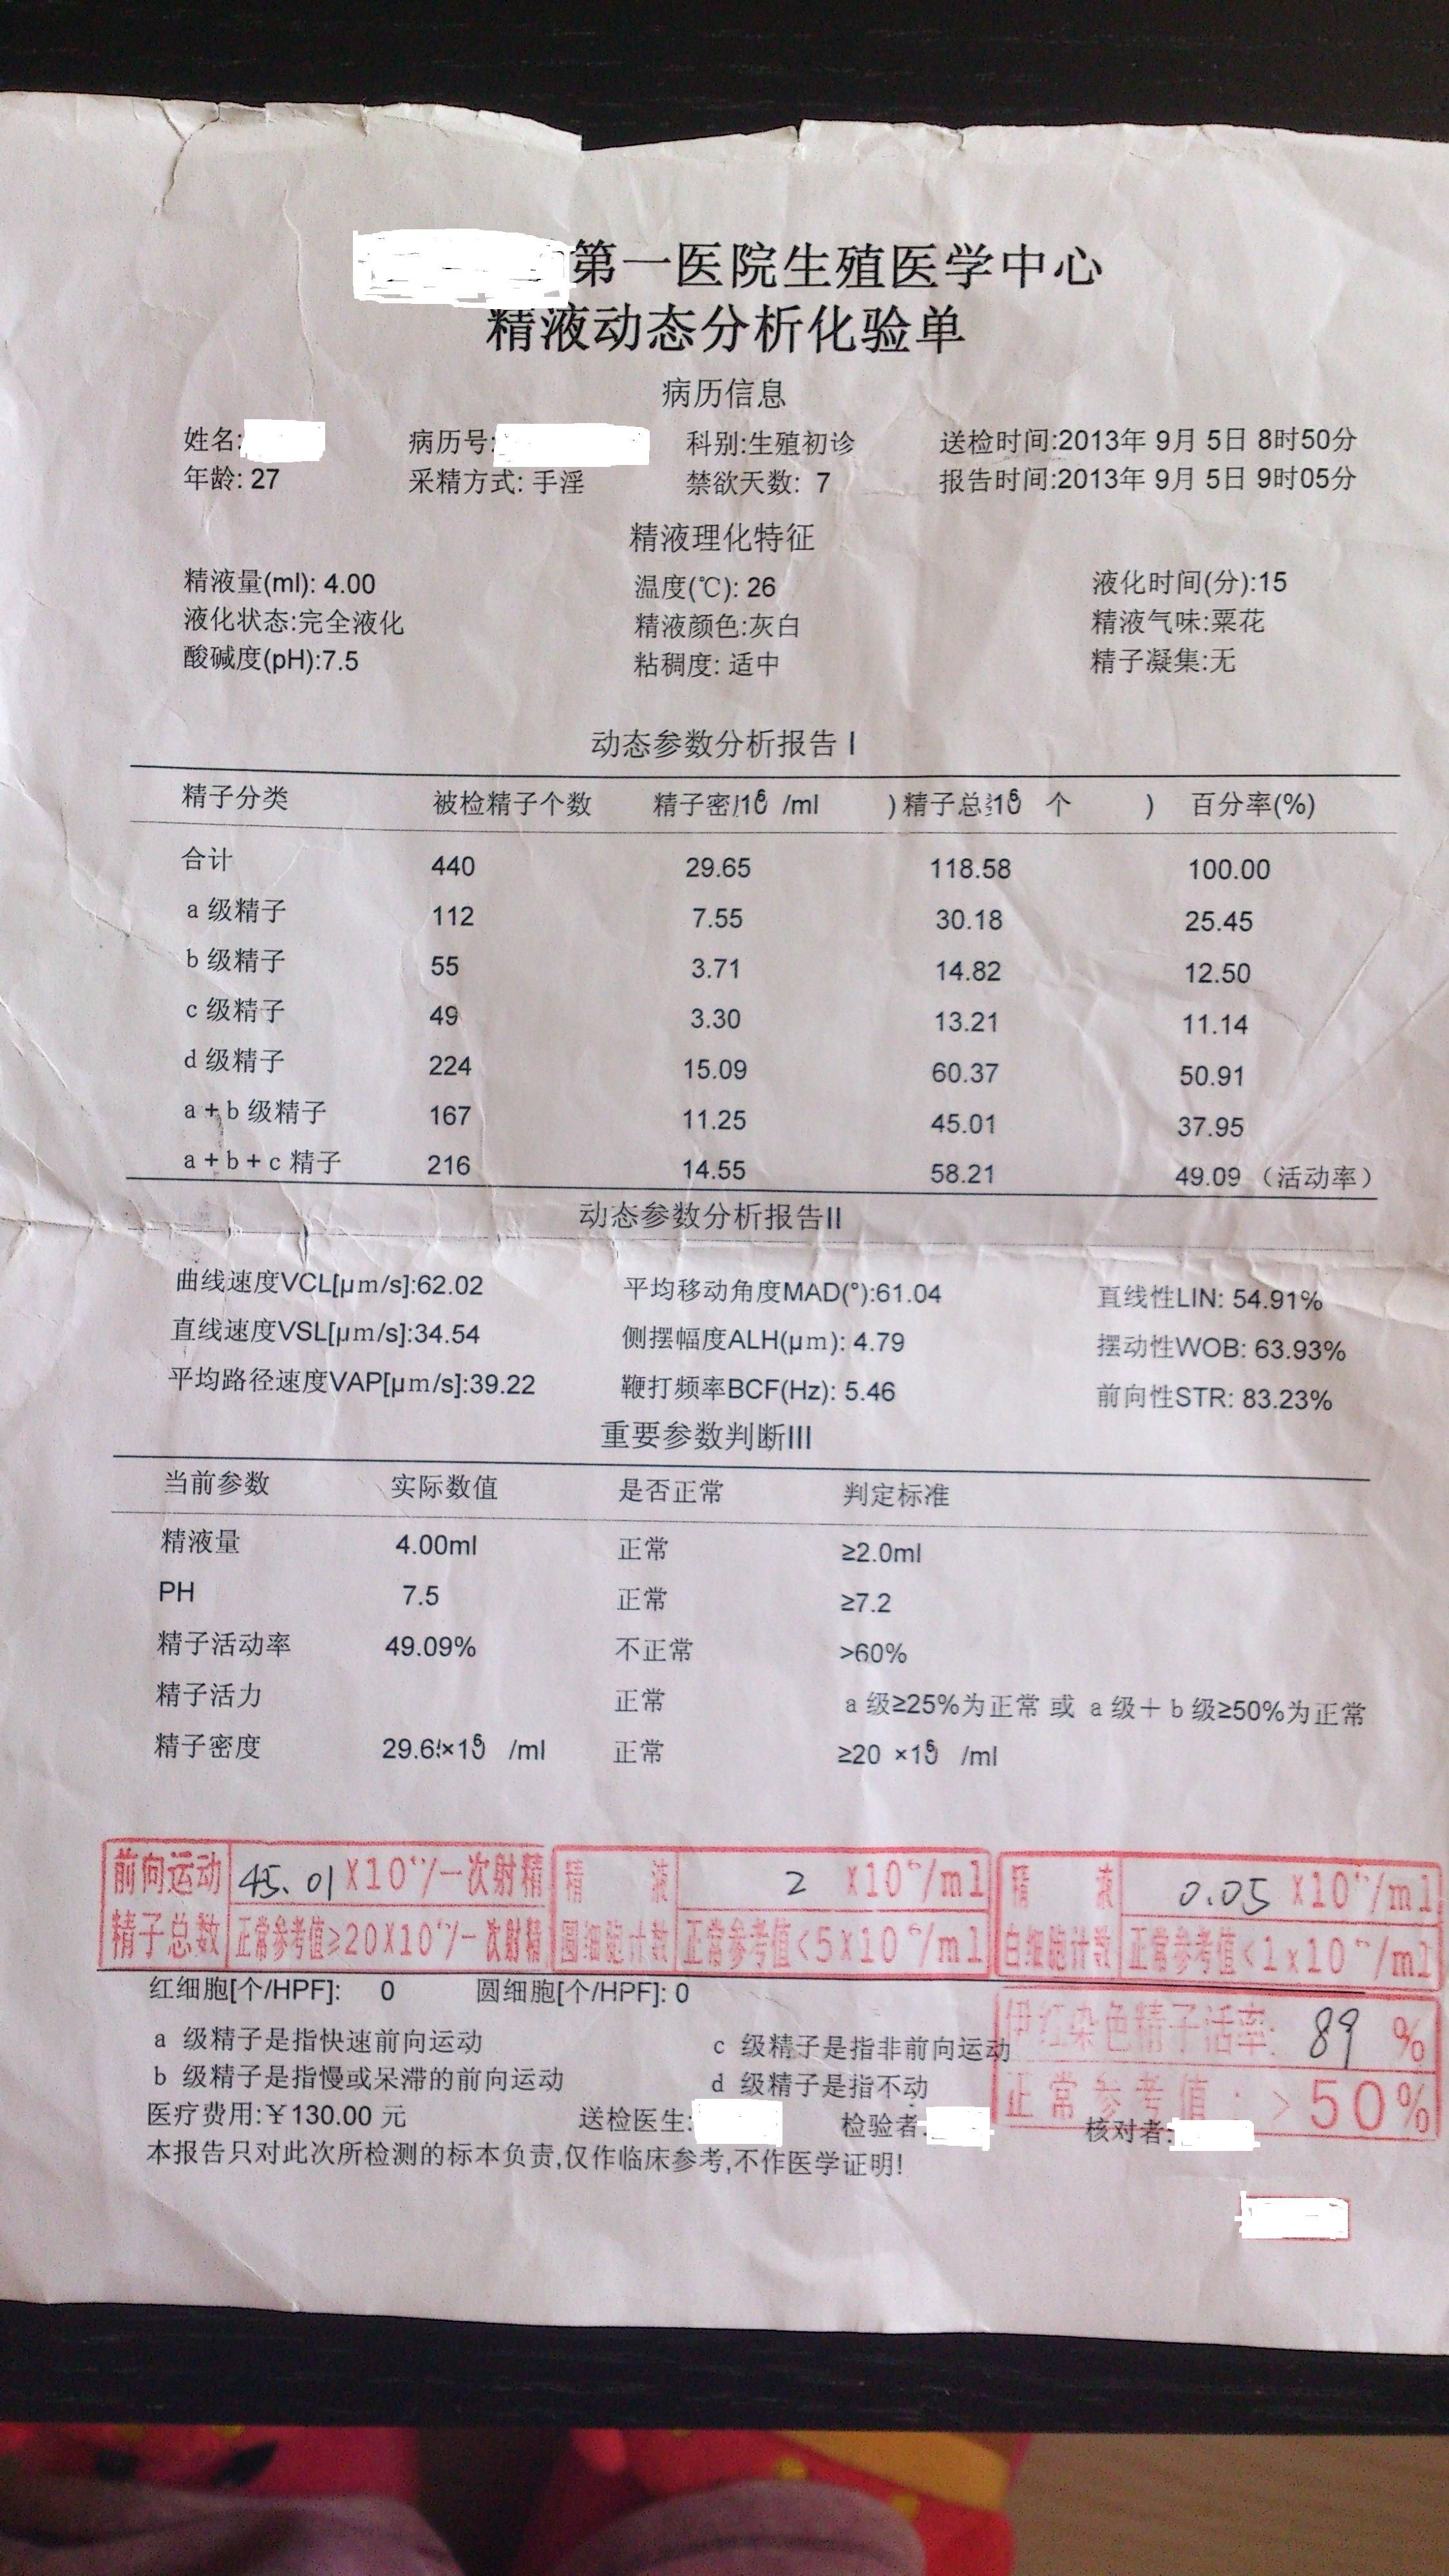 第一医院生殖医学中心
精液动态分析化验单
病历信息
姓名: 病历号: 科别:生殖初诊 送检时间:2013年 9月 5日 8时50分
年龄: 27 采精方式: 手淫 禁欲天数: 7 报告时间:2013年 9月 5日 9时05分
精液理化特征
精液量(ml): 4.00 温度(℃): 26 液化时间(分):15
液化状态:完全液化 精液颜色:灰白 精液气味:粟花
酸碱度(pH):7.5 粘稠度: 适中 精子凝集:无
动态参数分析报告 I
精子分类 被检精子个数 精子密 /ml ) 精子总 个 ) 百分率(%)
合计 440 29.65 118.58 100.00
a 级精子 112 7.55 30.18 25.45
b 级精子 55 3.71 14.82 12.50
c 级精子 49 3.30 13.21 11.14
d 级精子 224 15.09 60.37 50.91
a+b 级精子 167 11.25 45.01 37.95
a+b+c 精子 216 14.55 58.21 49.09 (活动率)
动态参数分析报告II
曲线速度VCL[μm/s]:62.02 平均移动角度MAD(°):61.04 直线性LIN: 54.91%
直线速度VSL[μm/s]:34.54 侧摆幅度ALH(μm): 4.79 摆动性WOB: 63.93%
平均路径速度VAP[μm/s]:39.22 鞭打频率BCF(Hz): 5.46 前向性STR: 83.23%
重要参数判断III
当前参数 实际数值 是否正常 判定标准
精液量 4.00ml 正常 ≥2.0ml
PH 7.5 正常 ≥7.2
精子活动率 49.09% 不正常 >60%
精子活力 正常 a 级≥25%为正常 或 a 级+b 级≥50%为正常
精子密度 /ml 正常 ≥20 /ml
前向运动 45.01 一次射精 精 液 2 /ml 精 液 0.05 /ml
精子总数 正常参考值 一次射精 圆细胞计数 正常参考值 /ml 白细胞计数 正常参考值 /ml
红细胞[个/HPF]: 0 圆细胞[个/HPF]: 0
伊红染色精子活率: 89 %
a 级精子是指快速前向运动 c 级精子是指非前向运动
b 级精子是指慢或呆滞的前向运动 d 级精子是指不动
正常参考值: >50%
医疗费用:¥130.00 元 送检医生: 检验者: 核对者:
本报告只对此次所检测的标本负责,仅作临床参考,不作医学证明!